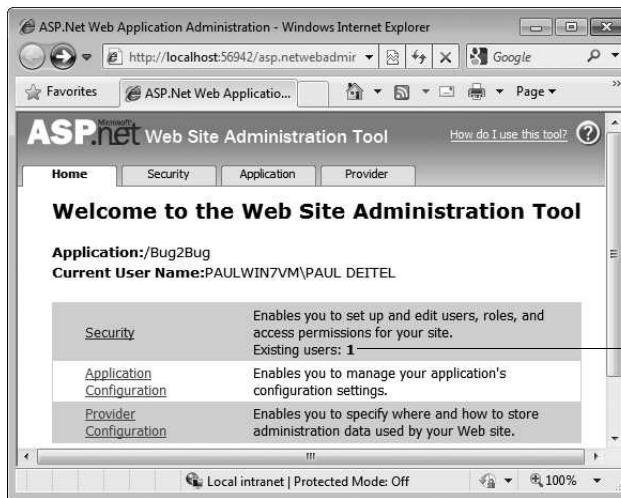 ASP.Net Web Application Administration - Windows Internet Explorer
http://localhost:56942/asp.netwebadmir
Google
Favorites
ASP.Net Web Applicatio...
Page
»
Microsoft
ASP.net Web Site Administration Tool
How do I use this tool? ?
Home Security Application Provider
Welcome to the Web Site Administration Tool
Application:/Bug2Bug
Current User Name:PAULWIN7VM\PAUL DEITEL
Security
Enables you to set up and edit users, roles, and
access permissions for your site.
Existing users: 1
Application
Configuration
Enables you to manage your application's
configuration settings.
Provider
Configuration
Enables you to specify where and how to store
administration data used by your Web site.
Local intranet | Protected Mode: Off
100%